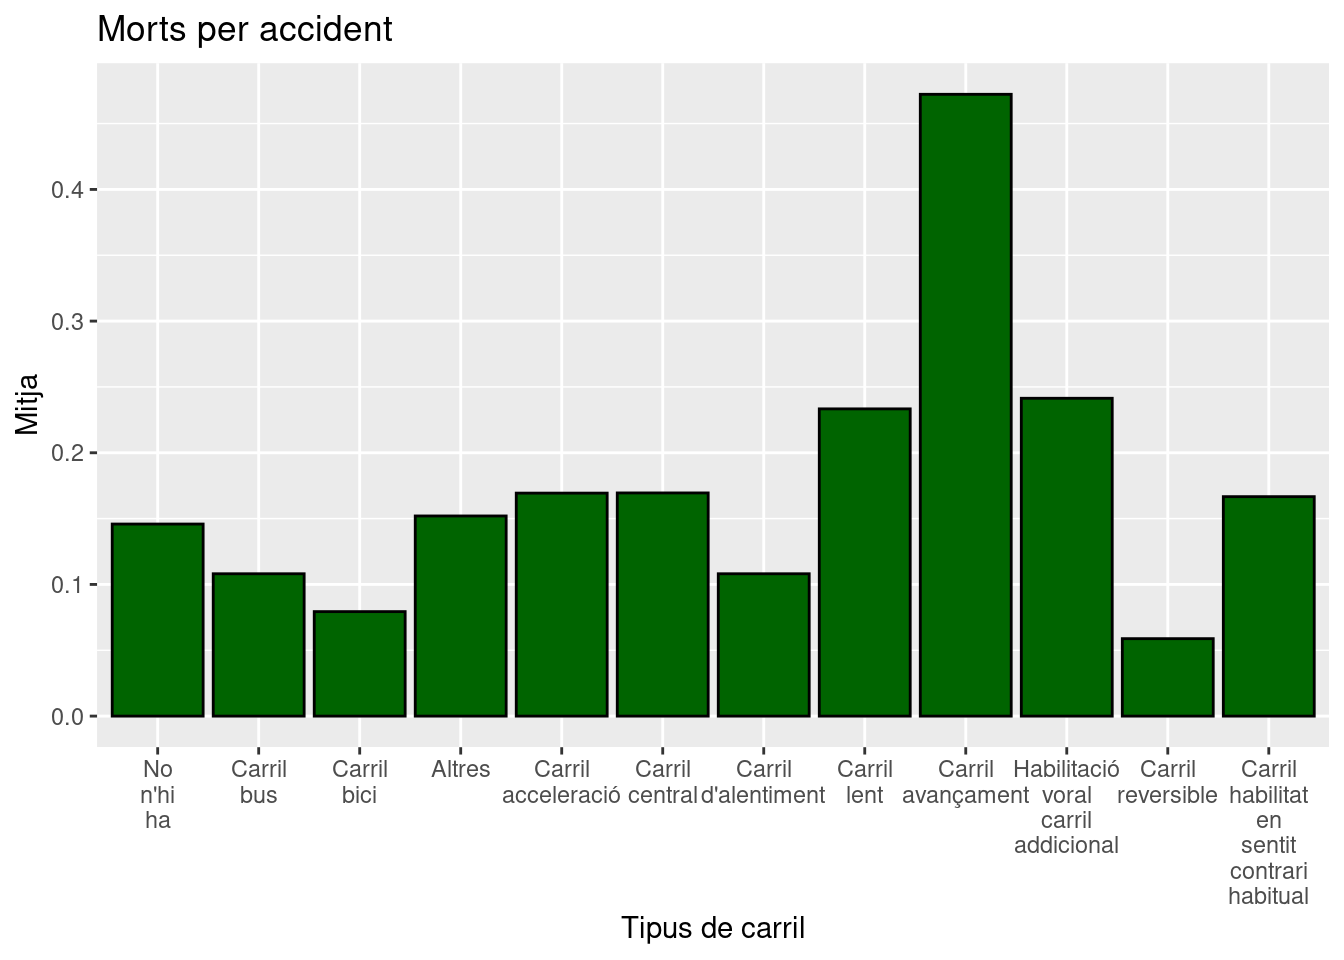 Morts per accident
Mitja
0.4
0.3
0.2
0.1
0.0
No
n'hi
ha
Carril
bus
Carril
bici
Altres
Carril
acceleració
Carril
central
Carril
d'alentiment
Carril
lent
Carril
avançament
Habilitació
voral
carril
addicional
Carril
reversible
Carril
habilitat
en
sentit
contrari
habitual
Tipus de carril